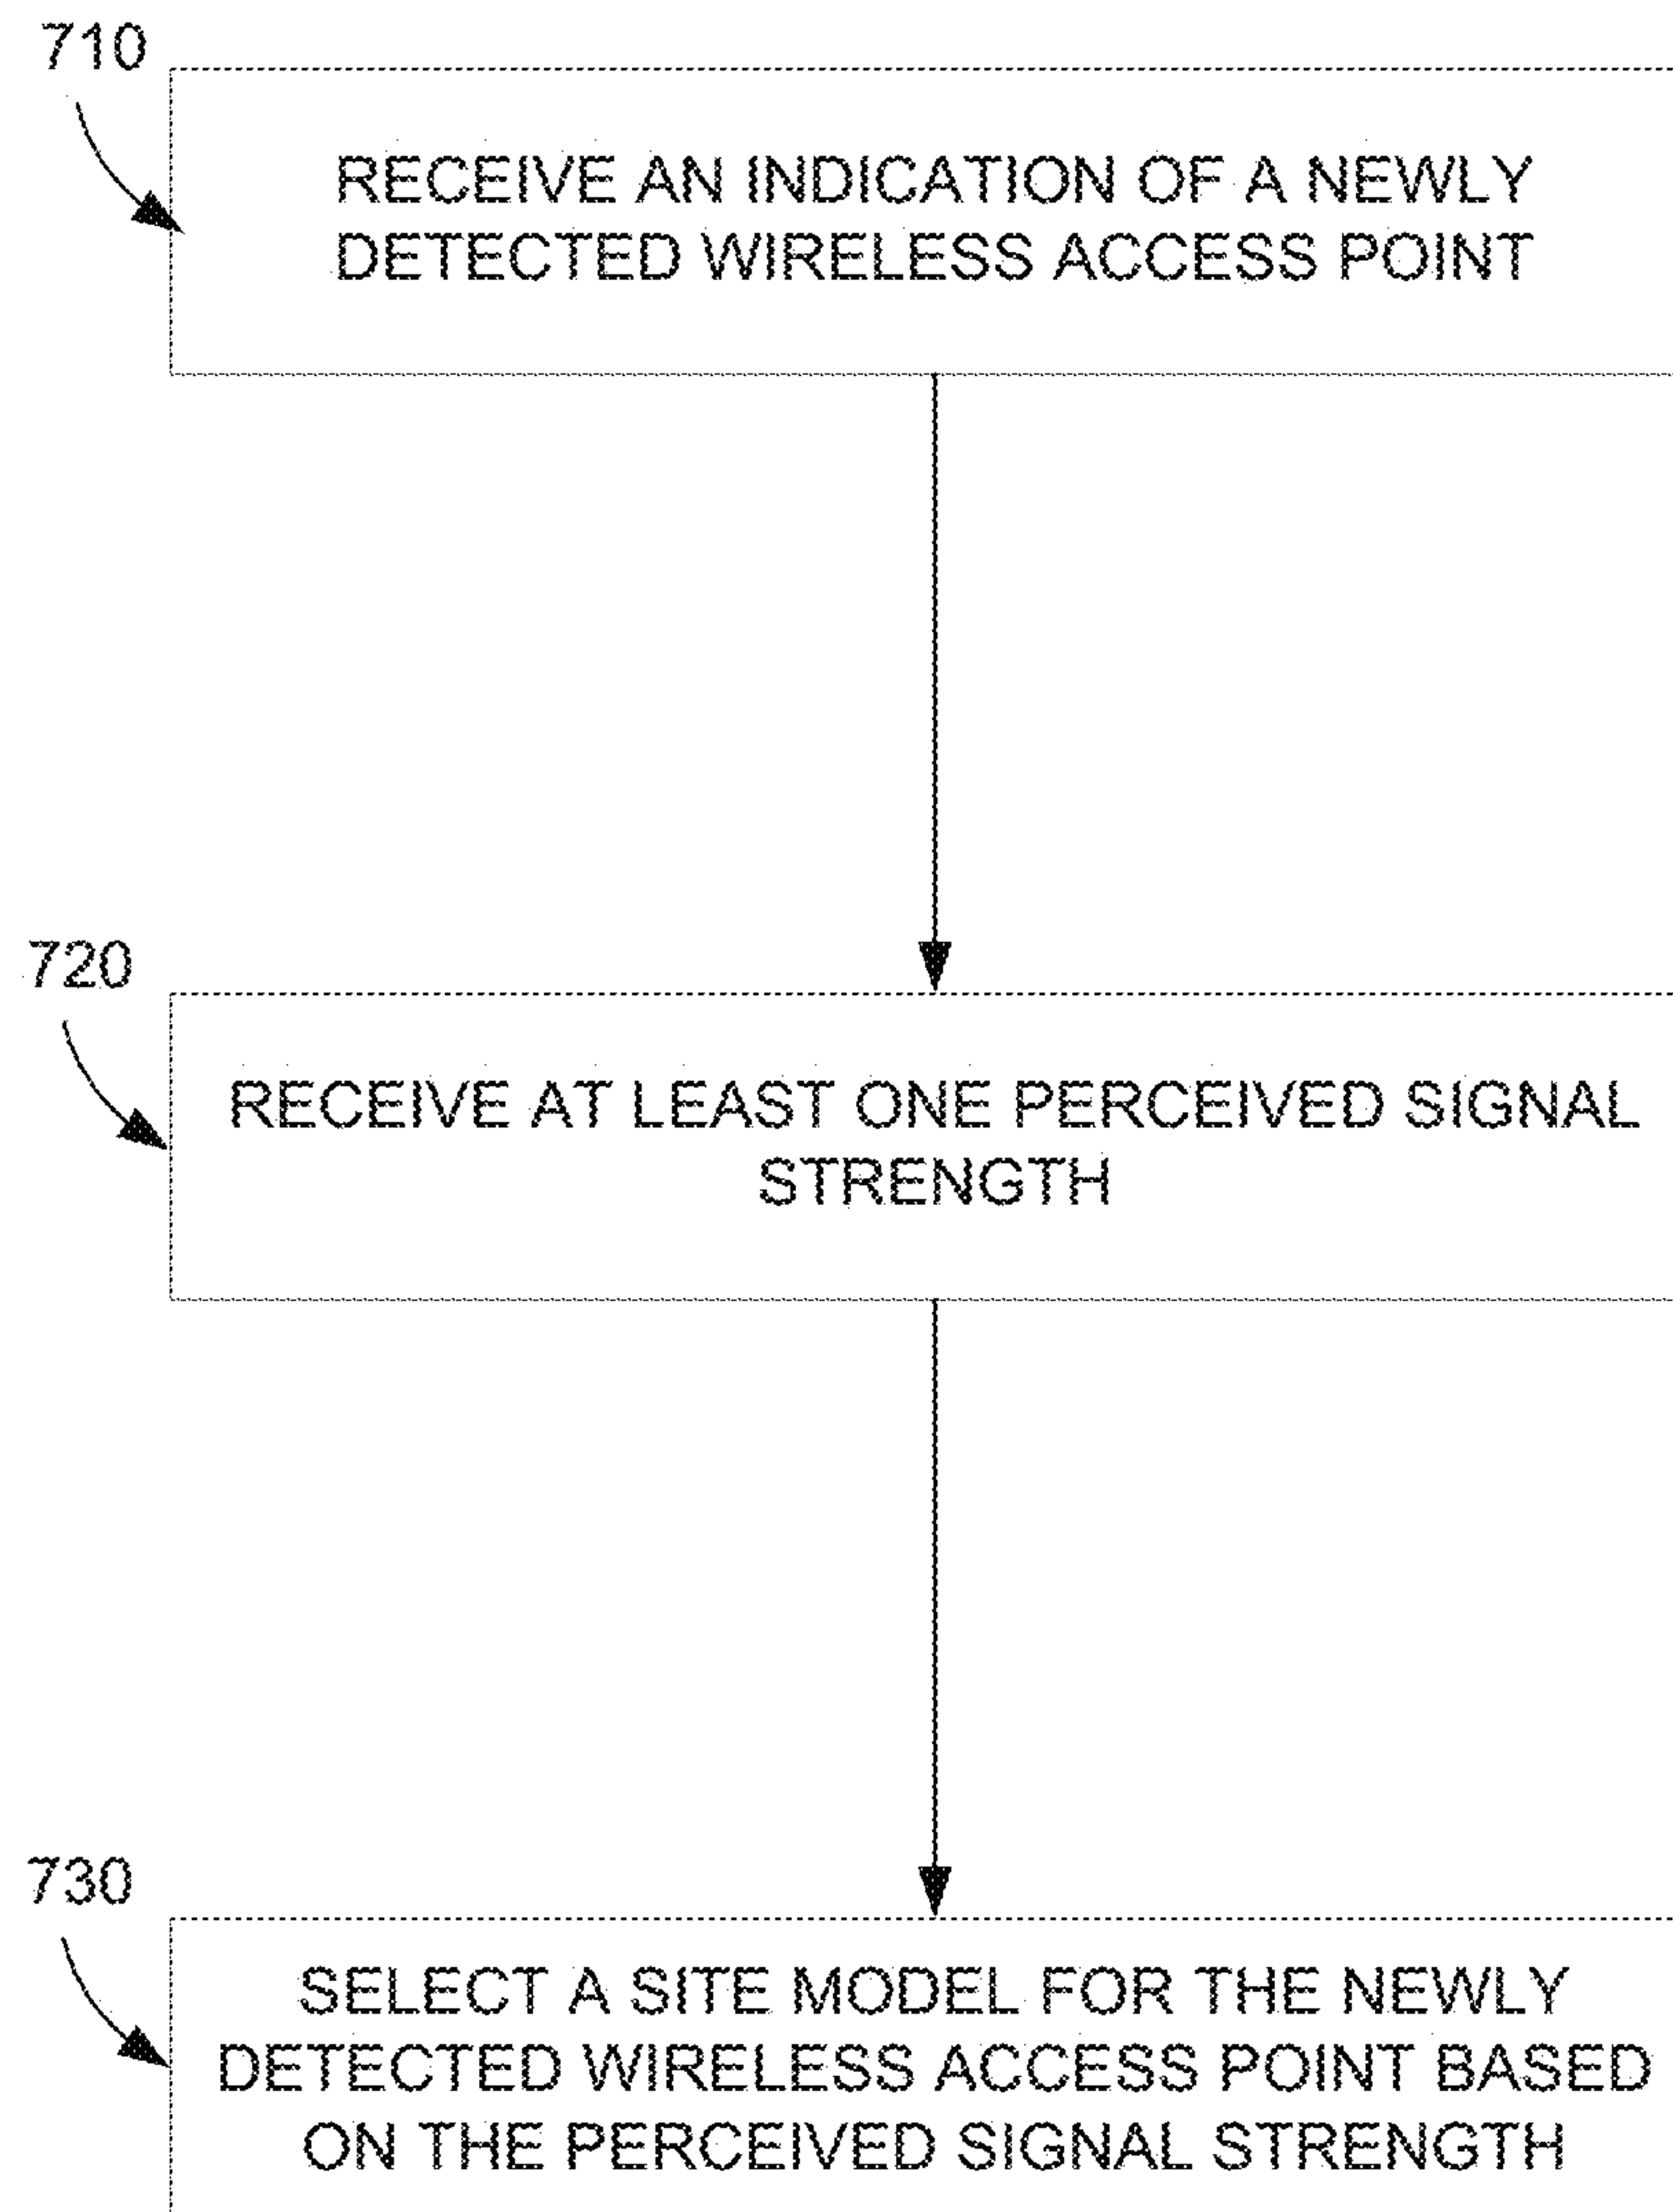 710
RECEIVE AN INDICATION OF A NEWLY
DETECTED WIRELESS ACCESS POINT
720
RECEIVE AT LEAST ONE PERCEIVED SIGNAL
STRENGTH
730
SELECT A SITE MODEL FOR THE NEWLY
DETECTED WIRELESS ACCESS POINT BASED
ON THE PERCEIVED SIGNAL STRENGTH